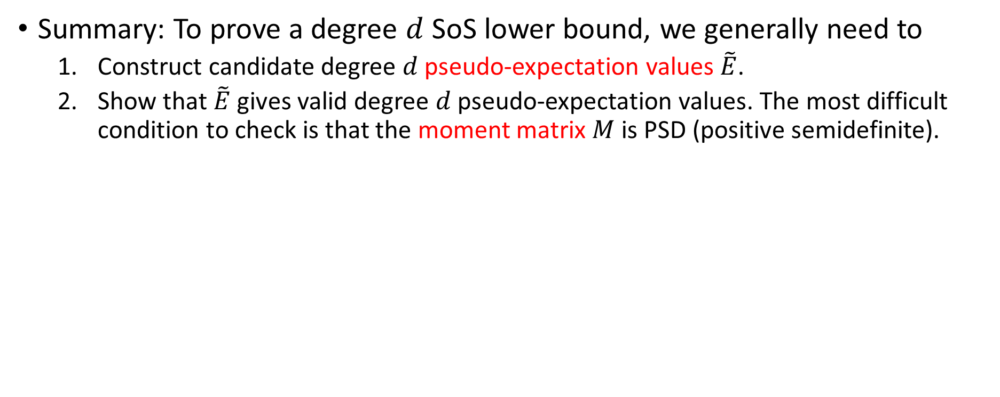 • Summary: To prove a degree 𝑑 SoS lower bound, we generally need to
1. Construct candidate degree 𝑑 pseudo-expectation values 𝐸̃.
2. Show that 𝐸̃ gives valid degree 𝑑 pseudo-expectation values. The most difficult
condition to check is that the moment matrix 𝑀 is PSD (positive semidefinite).